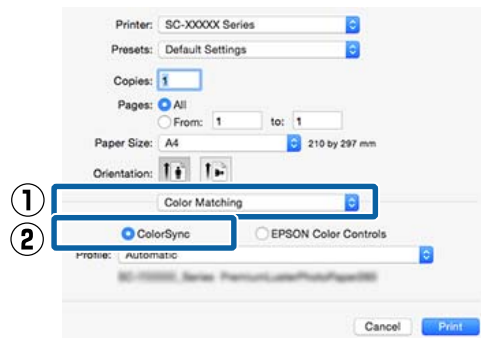 Printer: SC-XXXXX Series
Presets: Default Settings
Copies: 1
Pages: All
From: 1 to: 1
Paper Size: A4 210 by 297 mm
Orientation:
① Color Matching
② ColorSync EPSON Color Controls
Profile: Automatic
Cancel Print